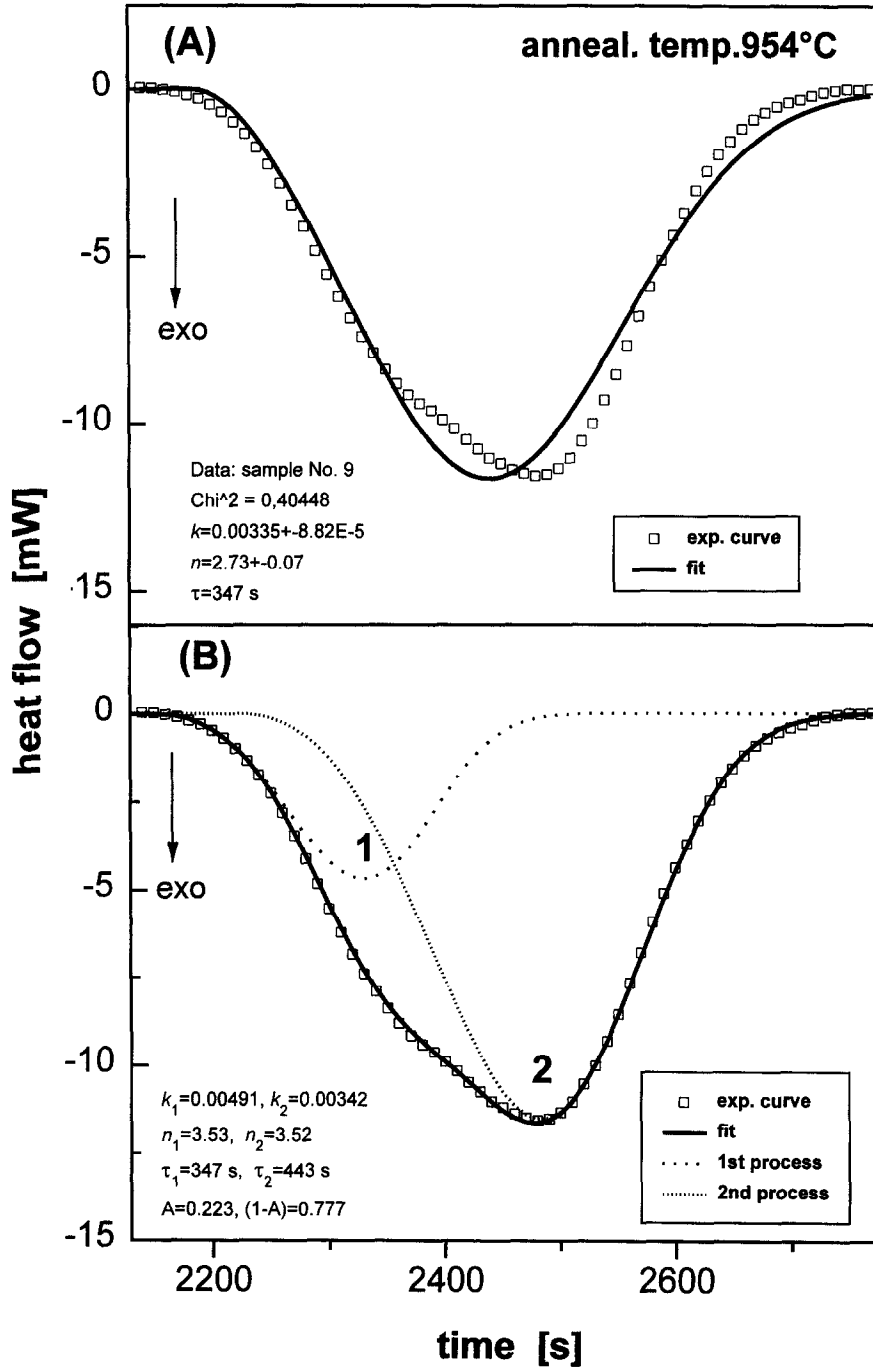 (A)
anneal. temp.954°C
0
-5
-10
·15
exo
Data: sample No. 9
Chi^2 = 0,40448
k=0.00335+-8.82E-5
n=2.73+-0.07
τ=347 s
exp. curve
fit
heat flow [mW]
(B)
0
-5
-10
-15
exo
1
2
k1=0.00491, k2=0.00342
n1=3.53, n2=3.52
τ1=347 s, τ2=443 s
A=0.223, (1-A)=0.777
exp. curve
fit
1st process
2nd process
2200 2400 2600
time [s]